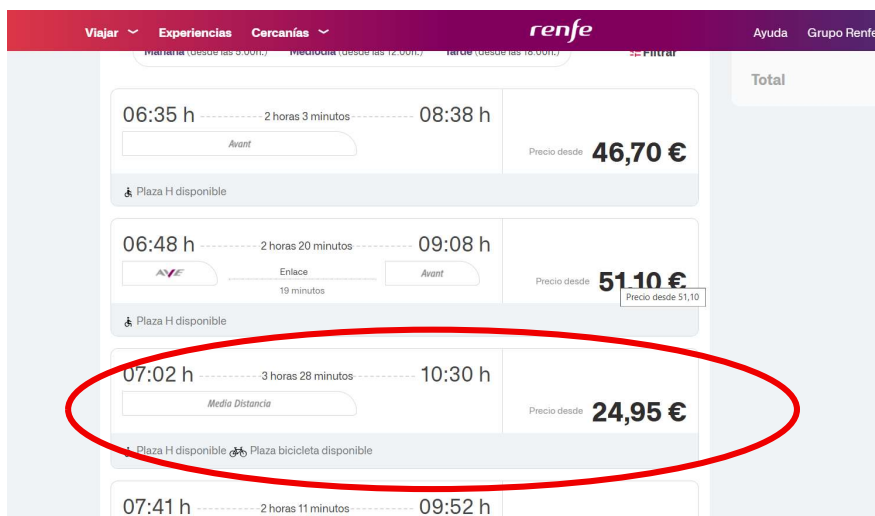 Viajar Experiencias Cercanías renfe Ayuda Grupo Renfe
Mañana (desde las 5:00h.) Mediodía (desde las 12:00h.) Tarde (desde las 18:00h.) Filtrar
Total
06:35 h 2 horas 3 minutos 08:38 h
Avant
Precio desde 46,70 €
Plaza H disponible
06:48 h 2 horas 20 minutos 09:08 h
AVE Enlace Avant
19 minutos
Precio desde 51,10 €
Precio desde 51,10
Plaza H disponible
07:02 h 3 horas 28 minutos 10:30 h
Media Distancia
Precio desde 24,95 €
Plaza H disponible Plaza bicicleta disponible
07:41 h 2 horas 11 minutos 09:52 h